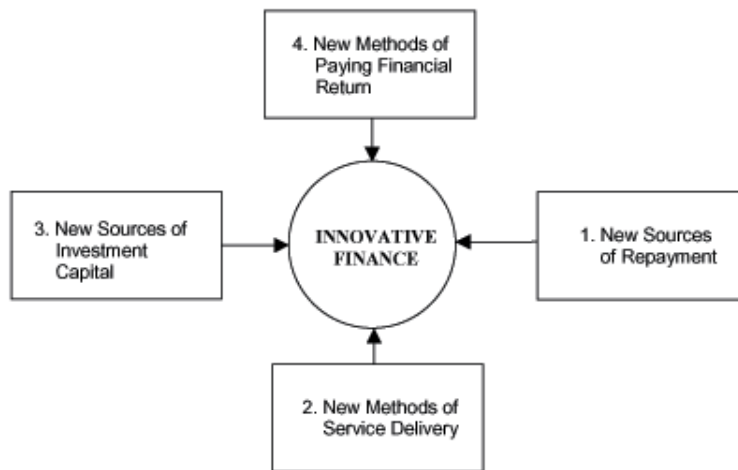 4. New Methods of
Paying Financial
Return
3. New Sources of
Investment
Capital
INNOVATIVE
FINANCE
1. New Sources
of Repayment
2. New Methods of
Service Delivery